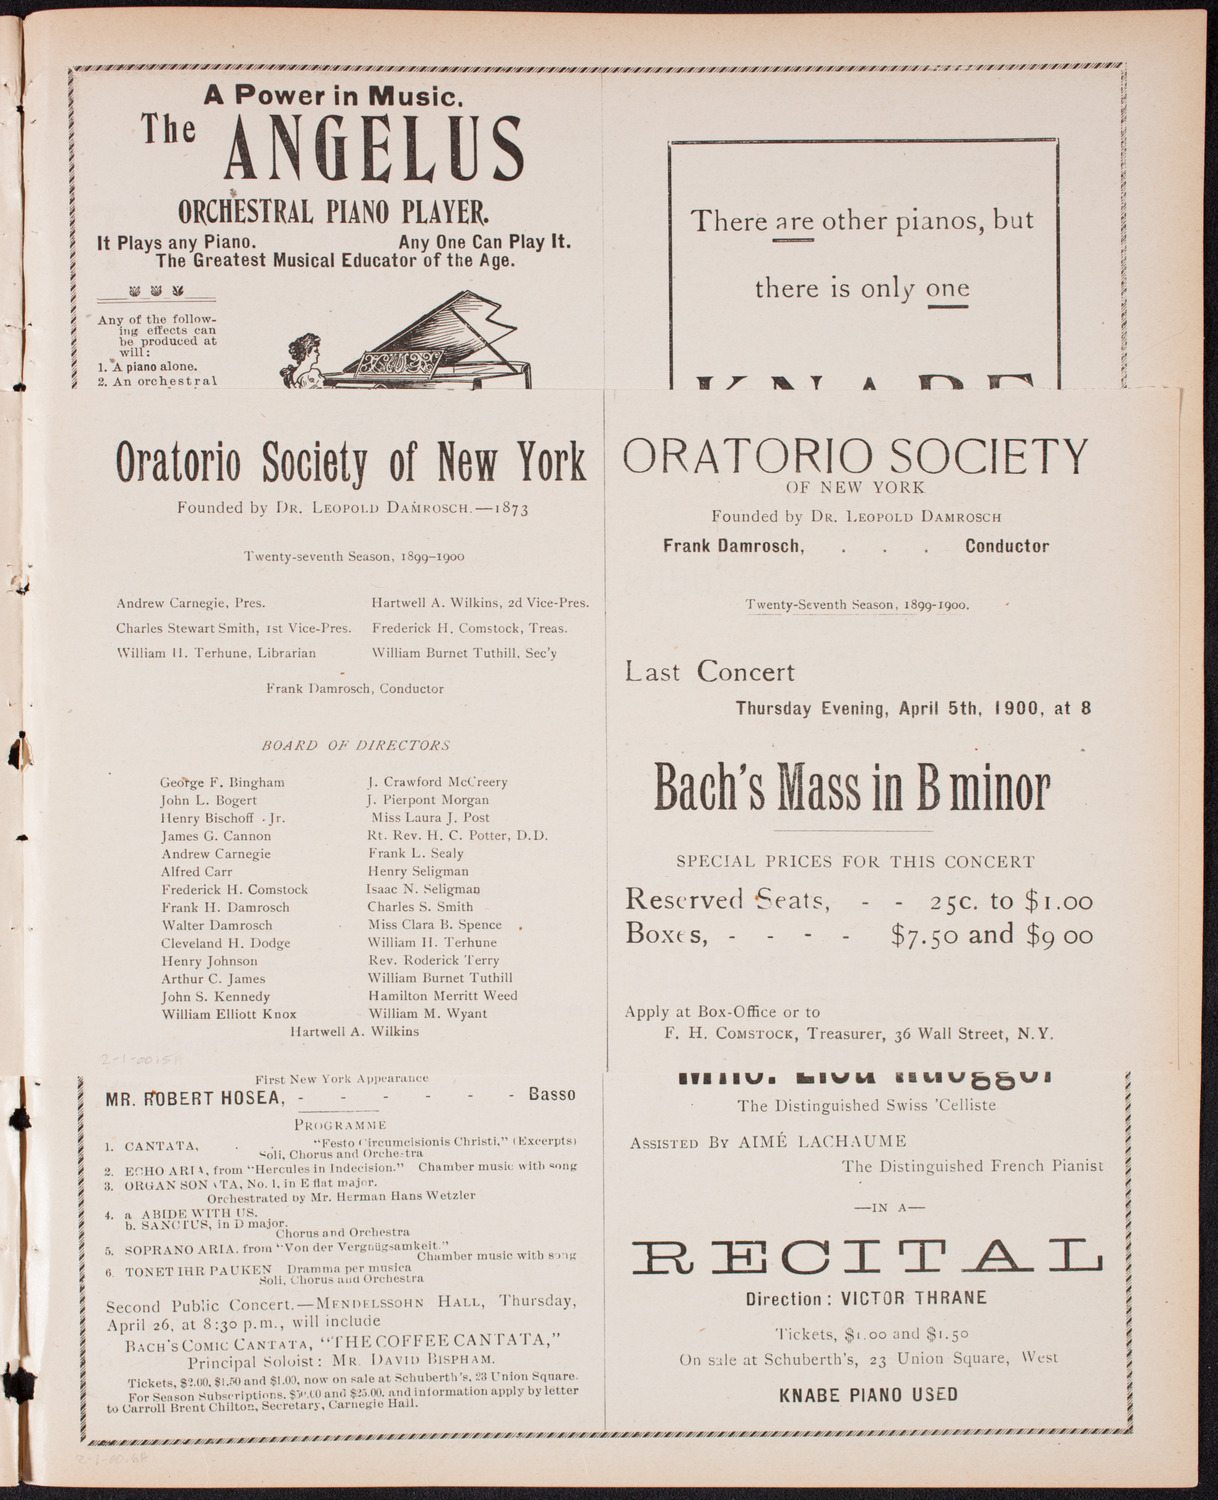 A Power in Music.
The ANGELUS
ORCHESTRAL PIANO PLAYER.
It Plays any Piano. Any One Can Play It.
The Greatest Musical Educator of the Age.
Any of the follow-
ing effects can
be produced at
will:
1. A piano alone.
2. An orchestral
There are other pianos, but
there is only one
KNABE
Oratorio Society of New York
Founded by DR. LEOPOLD DAMROSCH.—1873
Twenty-seventh Season, 1899-1900
Andrew Carnegie, Pres. Hartwell A. Wilkins, 2d Vice-Pres.
Charles Stewart Smith, 1st Vice-Pres. Frederick H. Comstock, Treas.
William H. Terhune, Librarian William Burnet Tuthill, Sec'y
Frank Damrosch, Conductor
BOARD OF DIRECTORS
George F. Bingham J. Crawford McCreery
John L. Bogert J. Pierpont Morgan
Henry Bischoff - Jr. Miss Laura J. Post
James G. Cannon Rt. Rev. H. C. Potter, D.D.
Andrew Carnegie Frank L. Sealy
Alfred Carr Henry Seligman
Frederick H. Comstock Isaac N. Seligman
Frank H. Damrosch Charles S. Smith
Walter Damrosch Miss Clara B. Spence
Cleveland H. Dodge William H. Terhune
Henry Johnson Rev. Roderick Terry
Arthur C. James William Burnet Tuthill
John S. Kennedy Hamilton Merritt Weed
William Elliott Knox William M. Wyant
Hartwell A. Wilkins
ORATORIO SOCIETY
OF NEW YORK
Founded by DR. LEOPOLD DAMROSCH
Frank Damrosch, . . . Conductor
Twenty-Seventh Season, 1899-1900.
Last Concert
Thursday Evening, April 5th, 1900, at 8
Bach's Mass in B minor
SPECIAL PRICES FOR THIS CONCERT
Reserved Seats, - - 25c. to $1.00
Boxes, - - - - $7.50 and $9 00
Apply at Box-Office or to
F. H. COMSTOCK, Treasurer, 36 Wall Street, N.Y.
First New York Appearance
MR. ROBERT HOSEA, - - - - - - Basso
PROGRAMME
1. CANTATA, . . "Festo Circumcisionis Christi." (Excerpts)
Soli, Chorus and Orchestra
2. ECHO ARIA, from "Hercules in Indecision." Chamber music with song
3. ORGAN SONATA, No. 1, in E flat major.
Orchestrated by Mr. Herman Hans Wetzler
4. a ABIDE WITH US.
b. SANCTUS, in D major.
Chorus and Orchestra
5. SOPRANO ARIA, from "Von der Vergnügsamkeit."
Chamber music with song
6. TONET IHR PAUKEN Dramma per musica
Soli, Chorus and Orchestra
Second Public Concert.—MENDELSSOHN HALL, Thursday,
April 26, at 8:30 p.m., will include
BACH'S COMIC CANTATA, "THE COFFEE CANTATA,"
Principal Soloist: MR. DAVID BISPHAM.
Tickets, $2.00, $1.50 and $1.00, now on sale at Schuberth's, 23 Union Square.
For Season Subscriptions, and $25.00, and information apply by letter
to Carroll Brent Chilton, Secretary, Carnegie Hall.
The Distinguished Swiss 'Celliste
ASSISTED BY AIMÉ LACHAUME
The Distinguished French Pianist
—IN A—
RECITAL
Direction: VICTOR THRANE
Tickets, $1.00 and $1.50
On sale at Schuberth's, 23 Union Square, West
KNABE PIANO USED